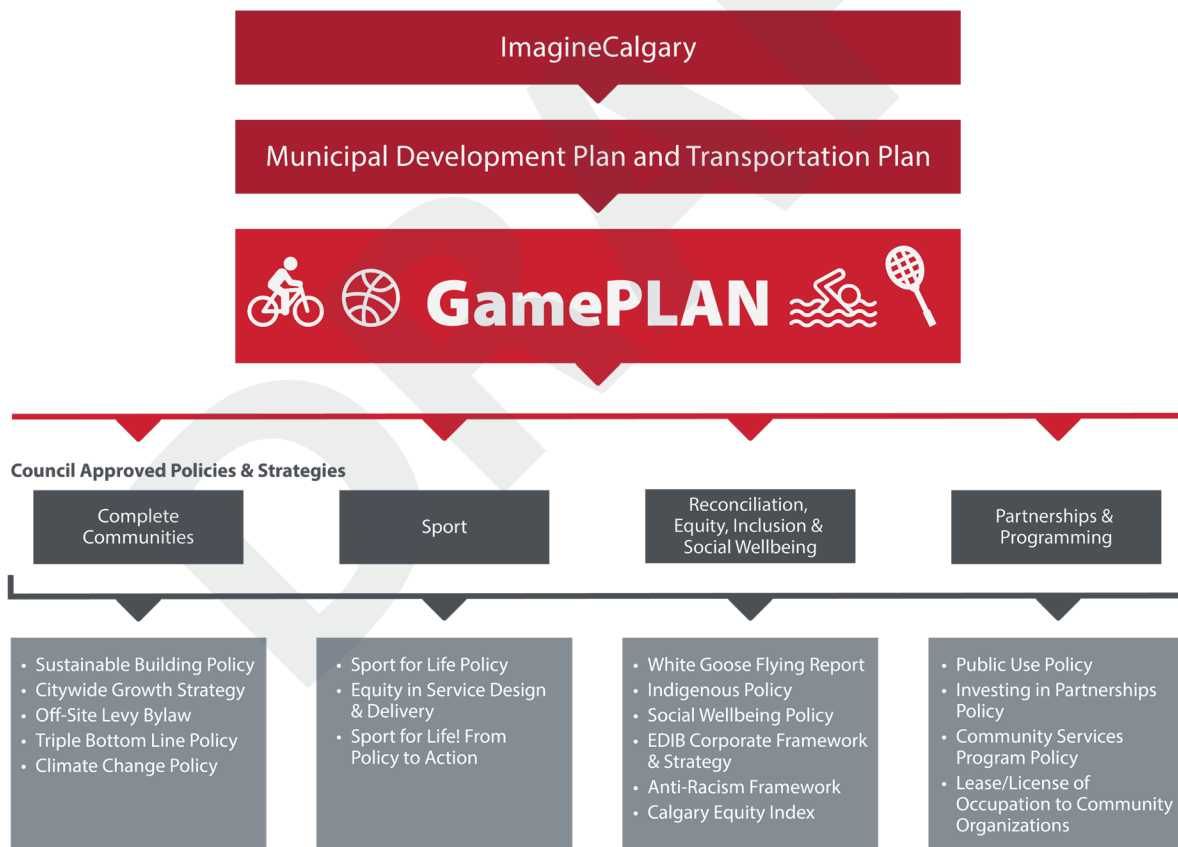 ImagineCalgary
Municipal Development Plan and Transportation Plan
GamePLAN
Council Approved Policies & Strategies
Complete
Communities
Sport
Reconciliation,
Equity, Inclusion &
Social Wellbeing
Partnerships &
Programming
• Sustainable Building Policy
• Citywide Growth Strategy
• Off-Site Levy Bylaw
• Triple Bottom Line Policy
• Climate Change Policy
• Sport for Life Policy
• Equity in Service Design
& Delivery
• Sport for Life! From
Policy to Action
• White Goose Flying Report
• Indigenous Policy
• Social Wellbeing Policy
• EDIB Corporate Framework
& Strategy
• Anti-Racism Framework
• Calgary Equity Index
• Public Use Policy
• Investing in Partnerships
Policy
• Community Services
Program Policy
• Lease/License of
Occupation to Community
Organizations
DRA